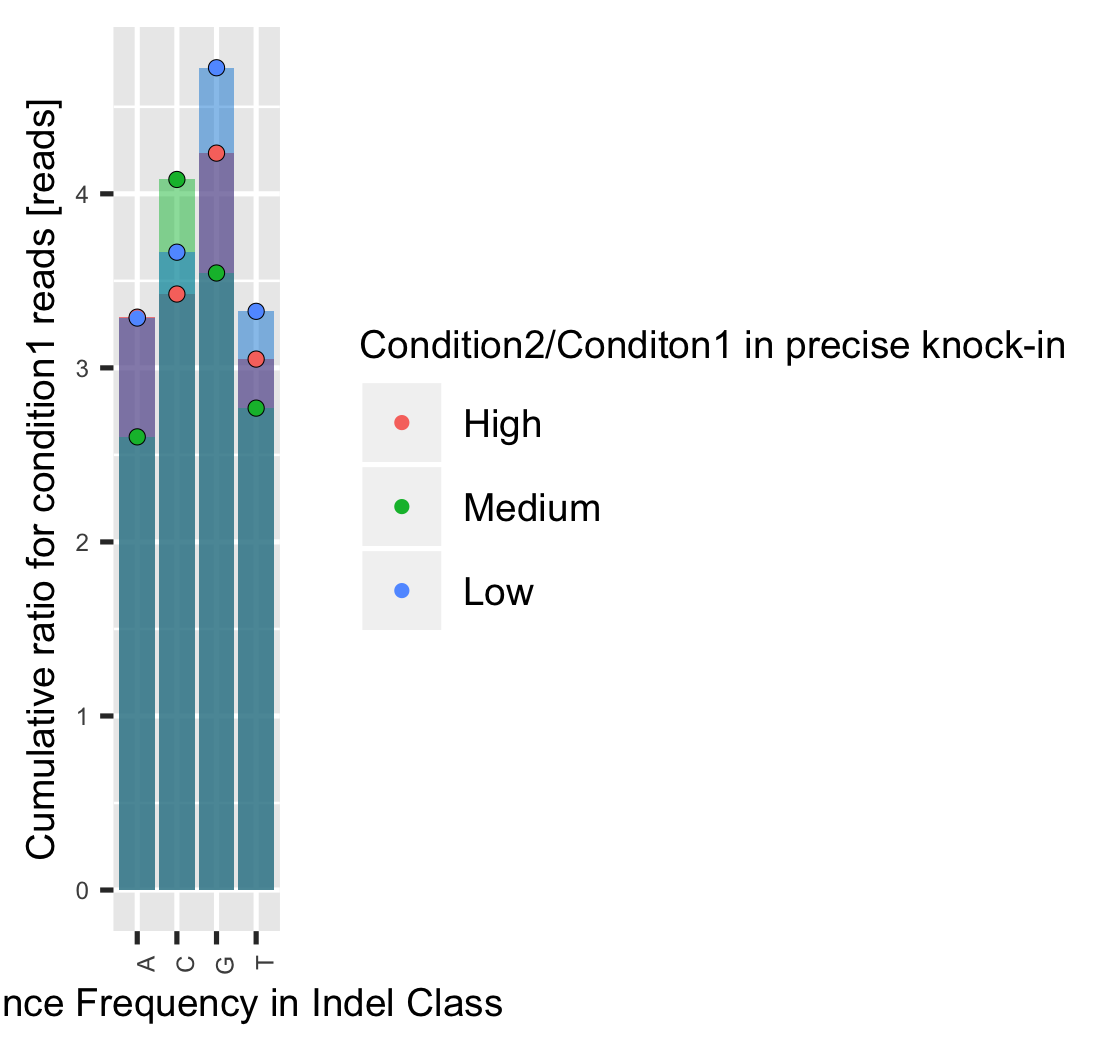 Cumulative ratio for condition1 reads [reads]
4
3
2
1
0
A
C
G
T
nce Frequency in Indel Class
Condition2/Conditon1 in precise knock-in
High
Medium
Low